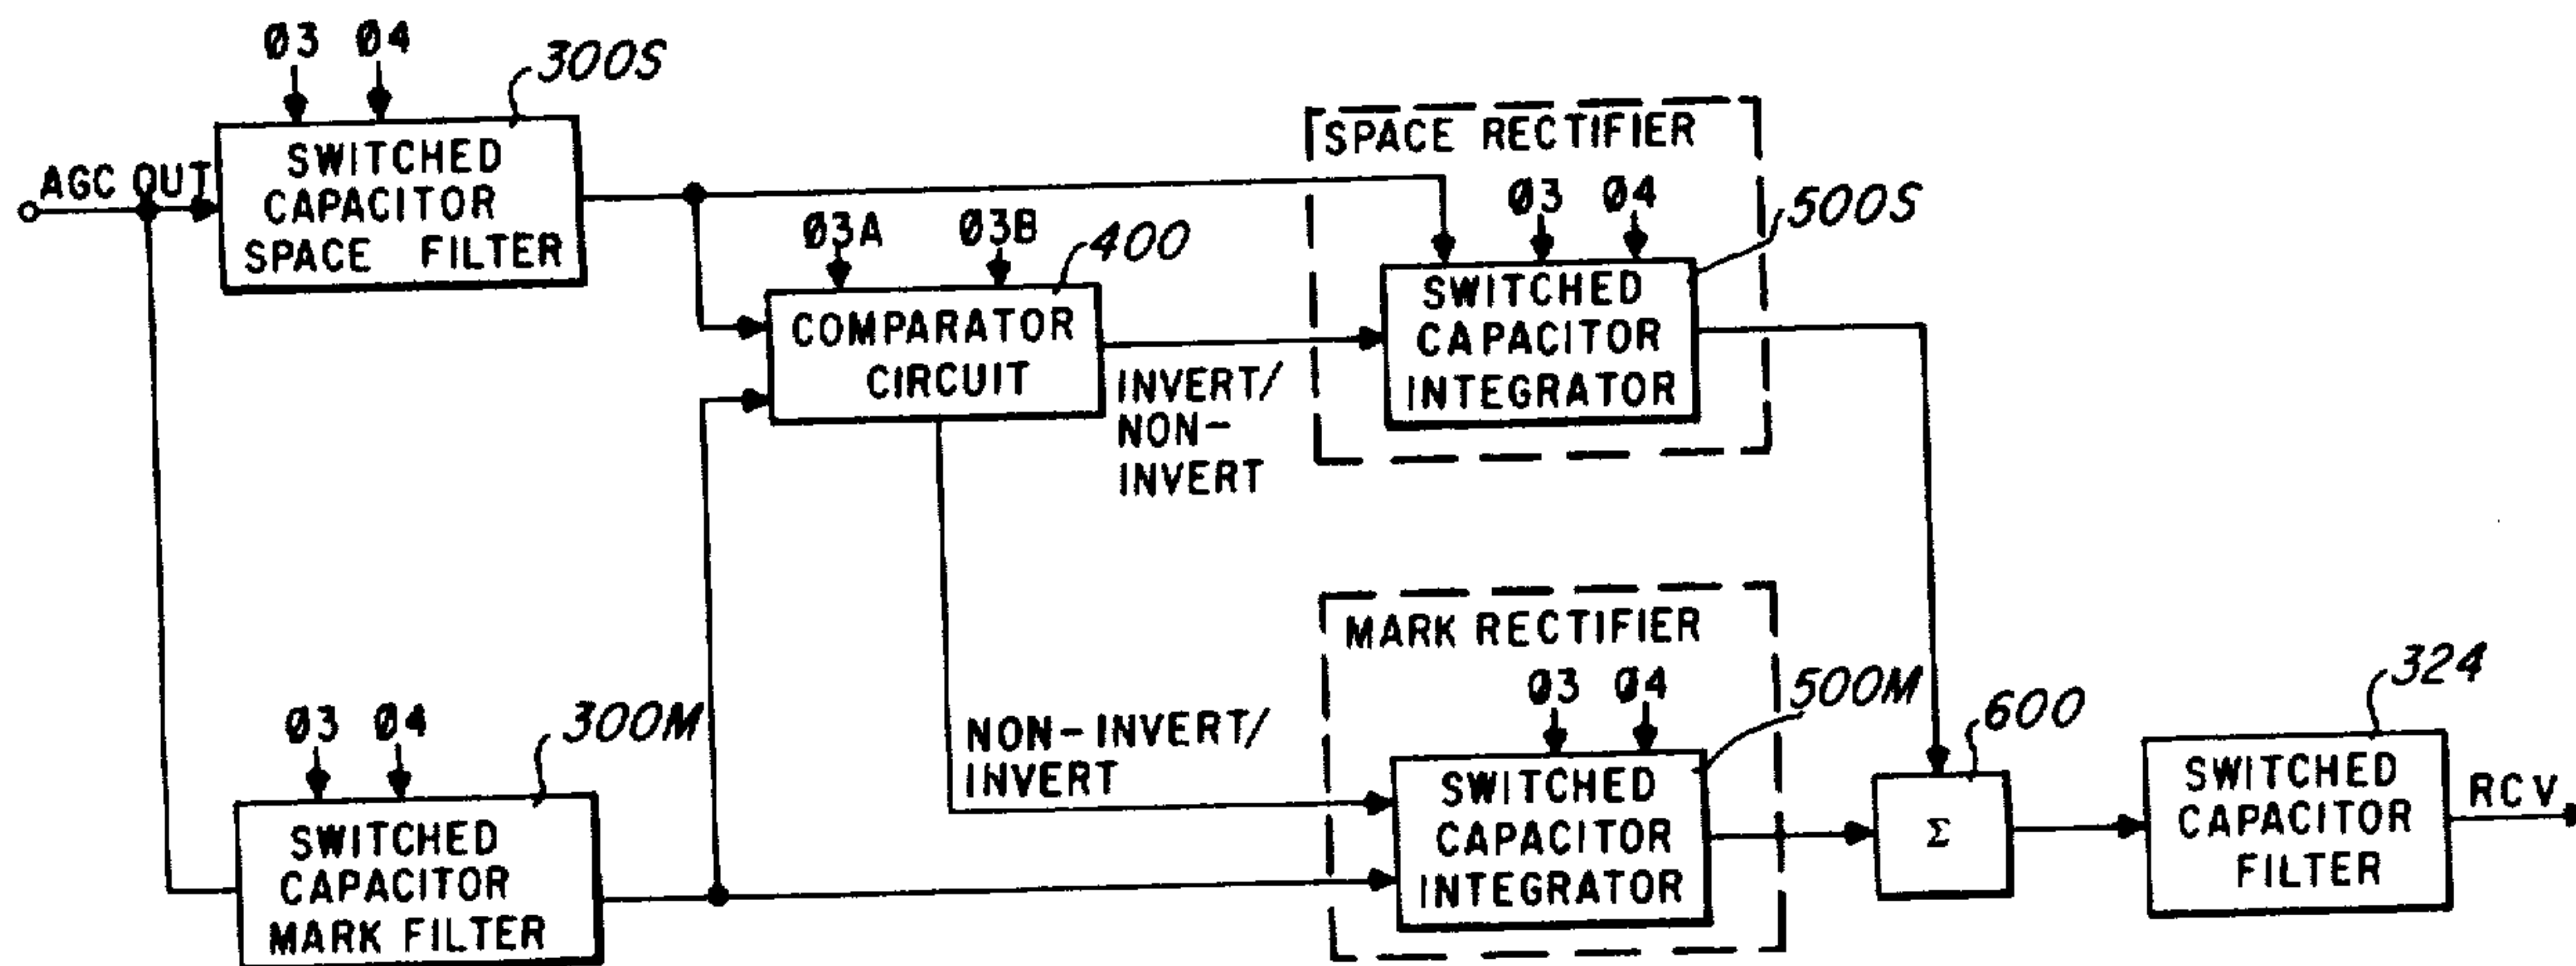 Ø3 Ø4
300S
AGC OUT
SWITCHED
CAPACITOR
SPACE FILTER
Ø3A Ø3B
400
COMPARATOR
CIRCUIT
INVERT/
NON-
INVERT
SPACE RECTIFIER
Ø3 Ø4
500S
SWITCHED
CAPACITOR
INTEGRATOR
Ø3 Ø4
300M
SWITCHED
CAPACITOR
MARK FILTER
NON-INVERT/
INVERT
MARK RECTIFIER
Ø3 Ø4
500M
SWITCHED
CAPACITOR
INTEGRATOR
600
Σ
324
SWITCHED
CAPACITOR
FILTER
RCV